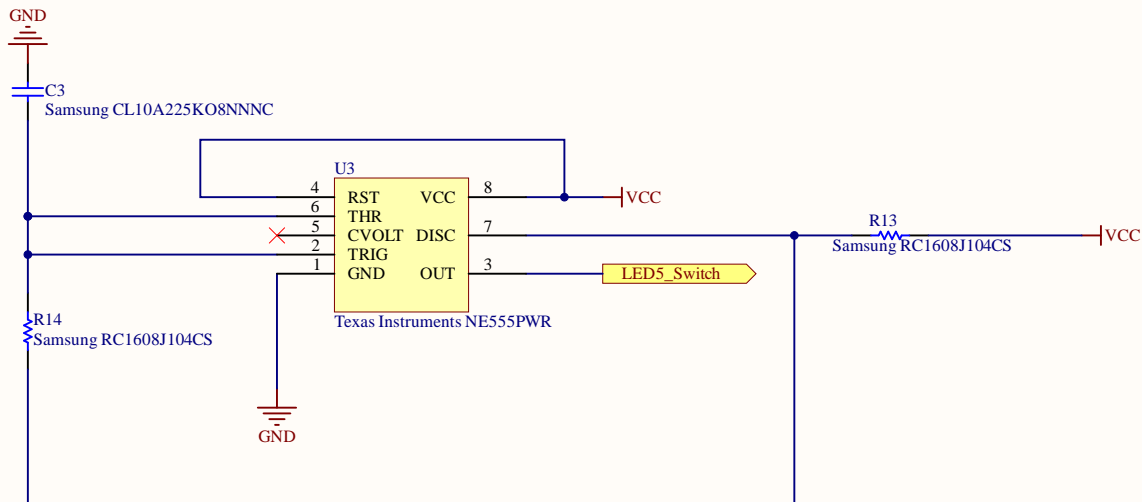 GND
C3
Samsung CL10A225KO8NNNC
U3
4 RST VCC 8 VCC
6 THR
5 CVOLT DISC 7
2 TRIG
1 GND OUT 3 LED5_Switch
Texas Instruments NE555PWR
R13
Samsung RC1608J104CS
VCC
R14
Samsung RC1608J104CS
GND